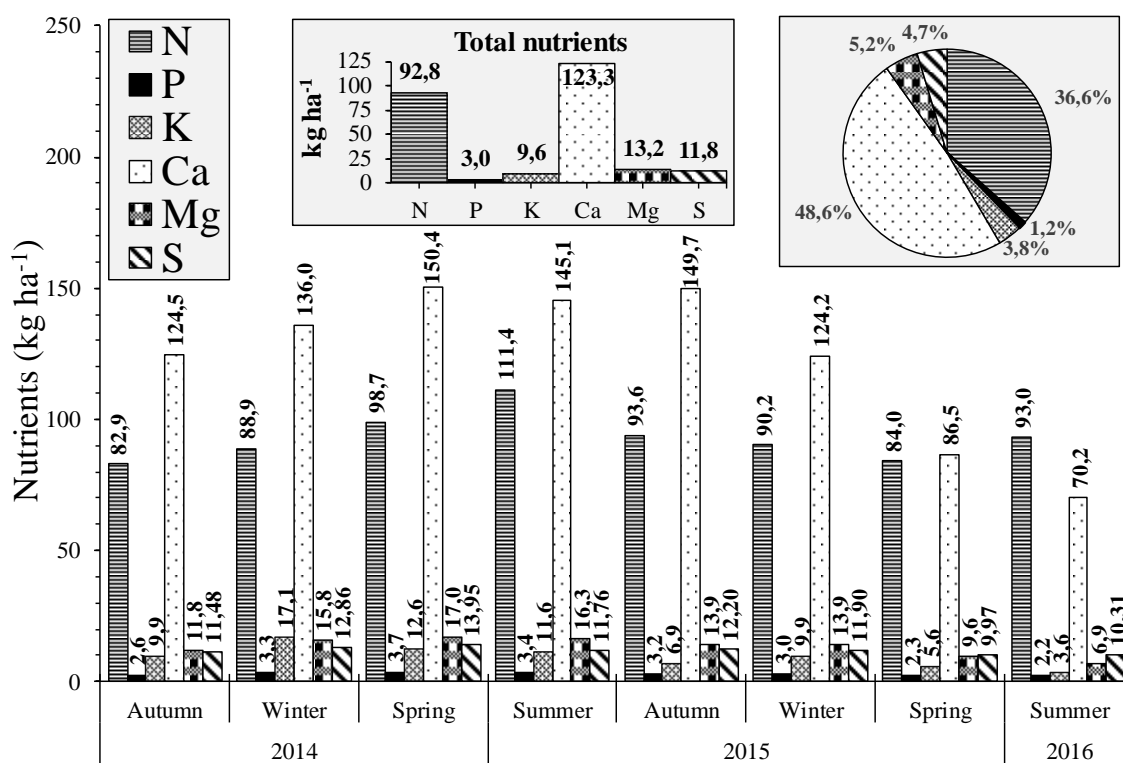 250
200
150
100
50
0
Nutrients (kg ha-1)
N
P
K
Ca
Mg
S
Total nutrients
kg ha-1
125
100
75
50
25
0
92,8
3,0
9,6
123,3
13,2
11,8
N P K Ca Mg S
4,7%
5,2%
36,6%
48,6%
1,2%
3,8%
82,9 2,6 9,9 124,5 11,8 11,48
88,9 3,3 17,1 136,0 15,8 12,86
98,7 3,7 12,6 150,4 17,0 13,95
111,4 3,4 11,6 145,1 16,3 11,76
93,6 3,2 6,9 149,7 13,9 12,20
90,2 3,0 9,9 124,2 13,9 11,90
84,0 2,3 5,6 86,5 9,6 9,97
93,0 2,2 3,6 70,2 6,9 10,31
Autumn Winter Spring Summer Autumn Winter Spring Summer
2014 2015 2016